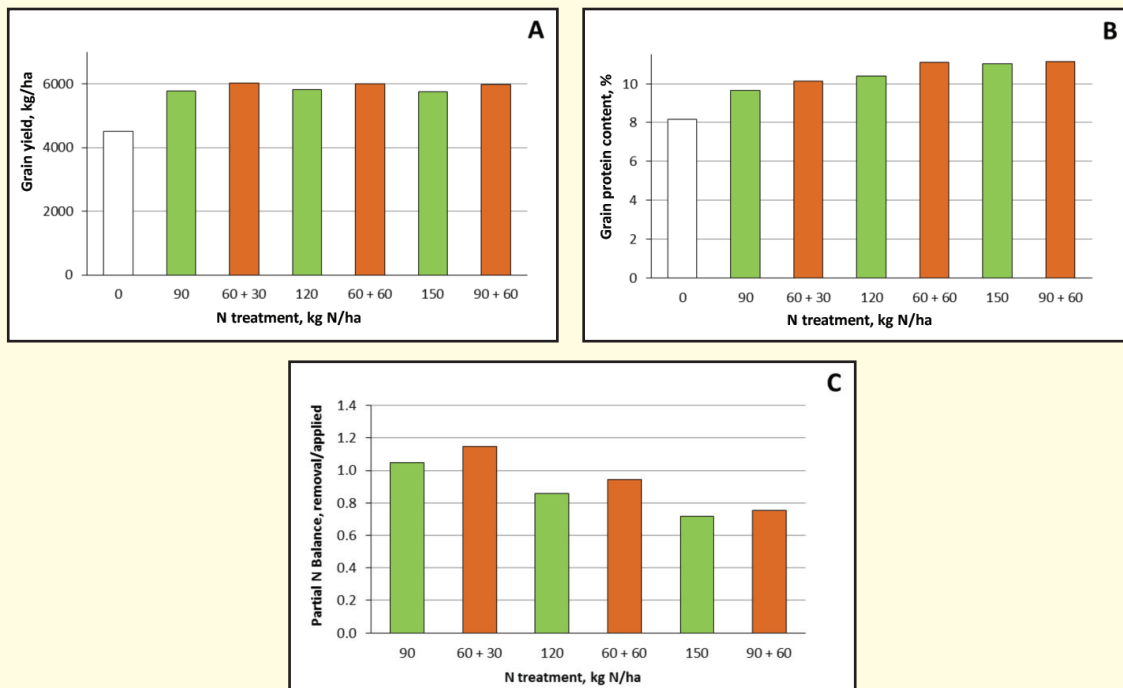 A
Grain yield, kg/ha
6000
4000
2000
0
0 90 60 + 30 120 60 + 60 150 90 + 60
N treatment, kg N/ha
B
Grain protein content, %
10
8
6
4
2
0
0 90 60 + 30 120 60 + 60 150 90 + 60
N treatment, kg N/ha
C
Partial N Balance, removal/applied
1.4
1.2
1.0
0.8
0.6
0.4
0.2
0.0
90 60 + 30 120 60 + 60 150 90 + 60
N treatment, kg N/ha